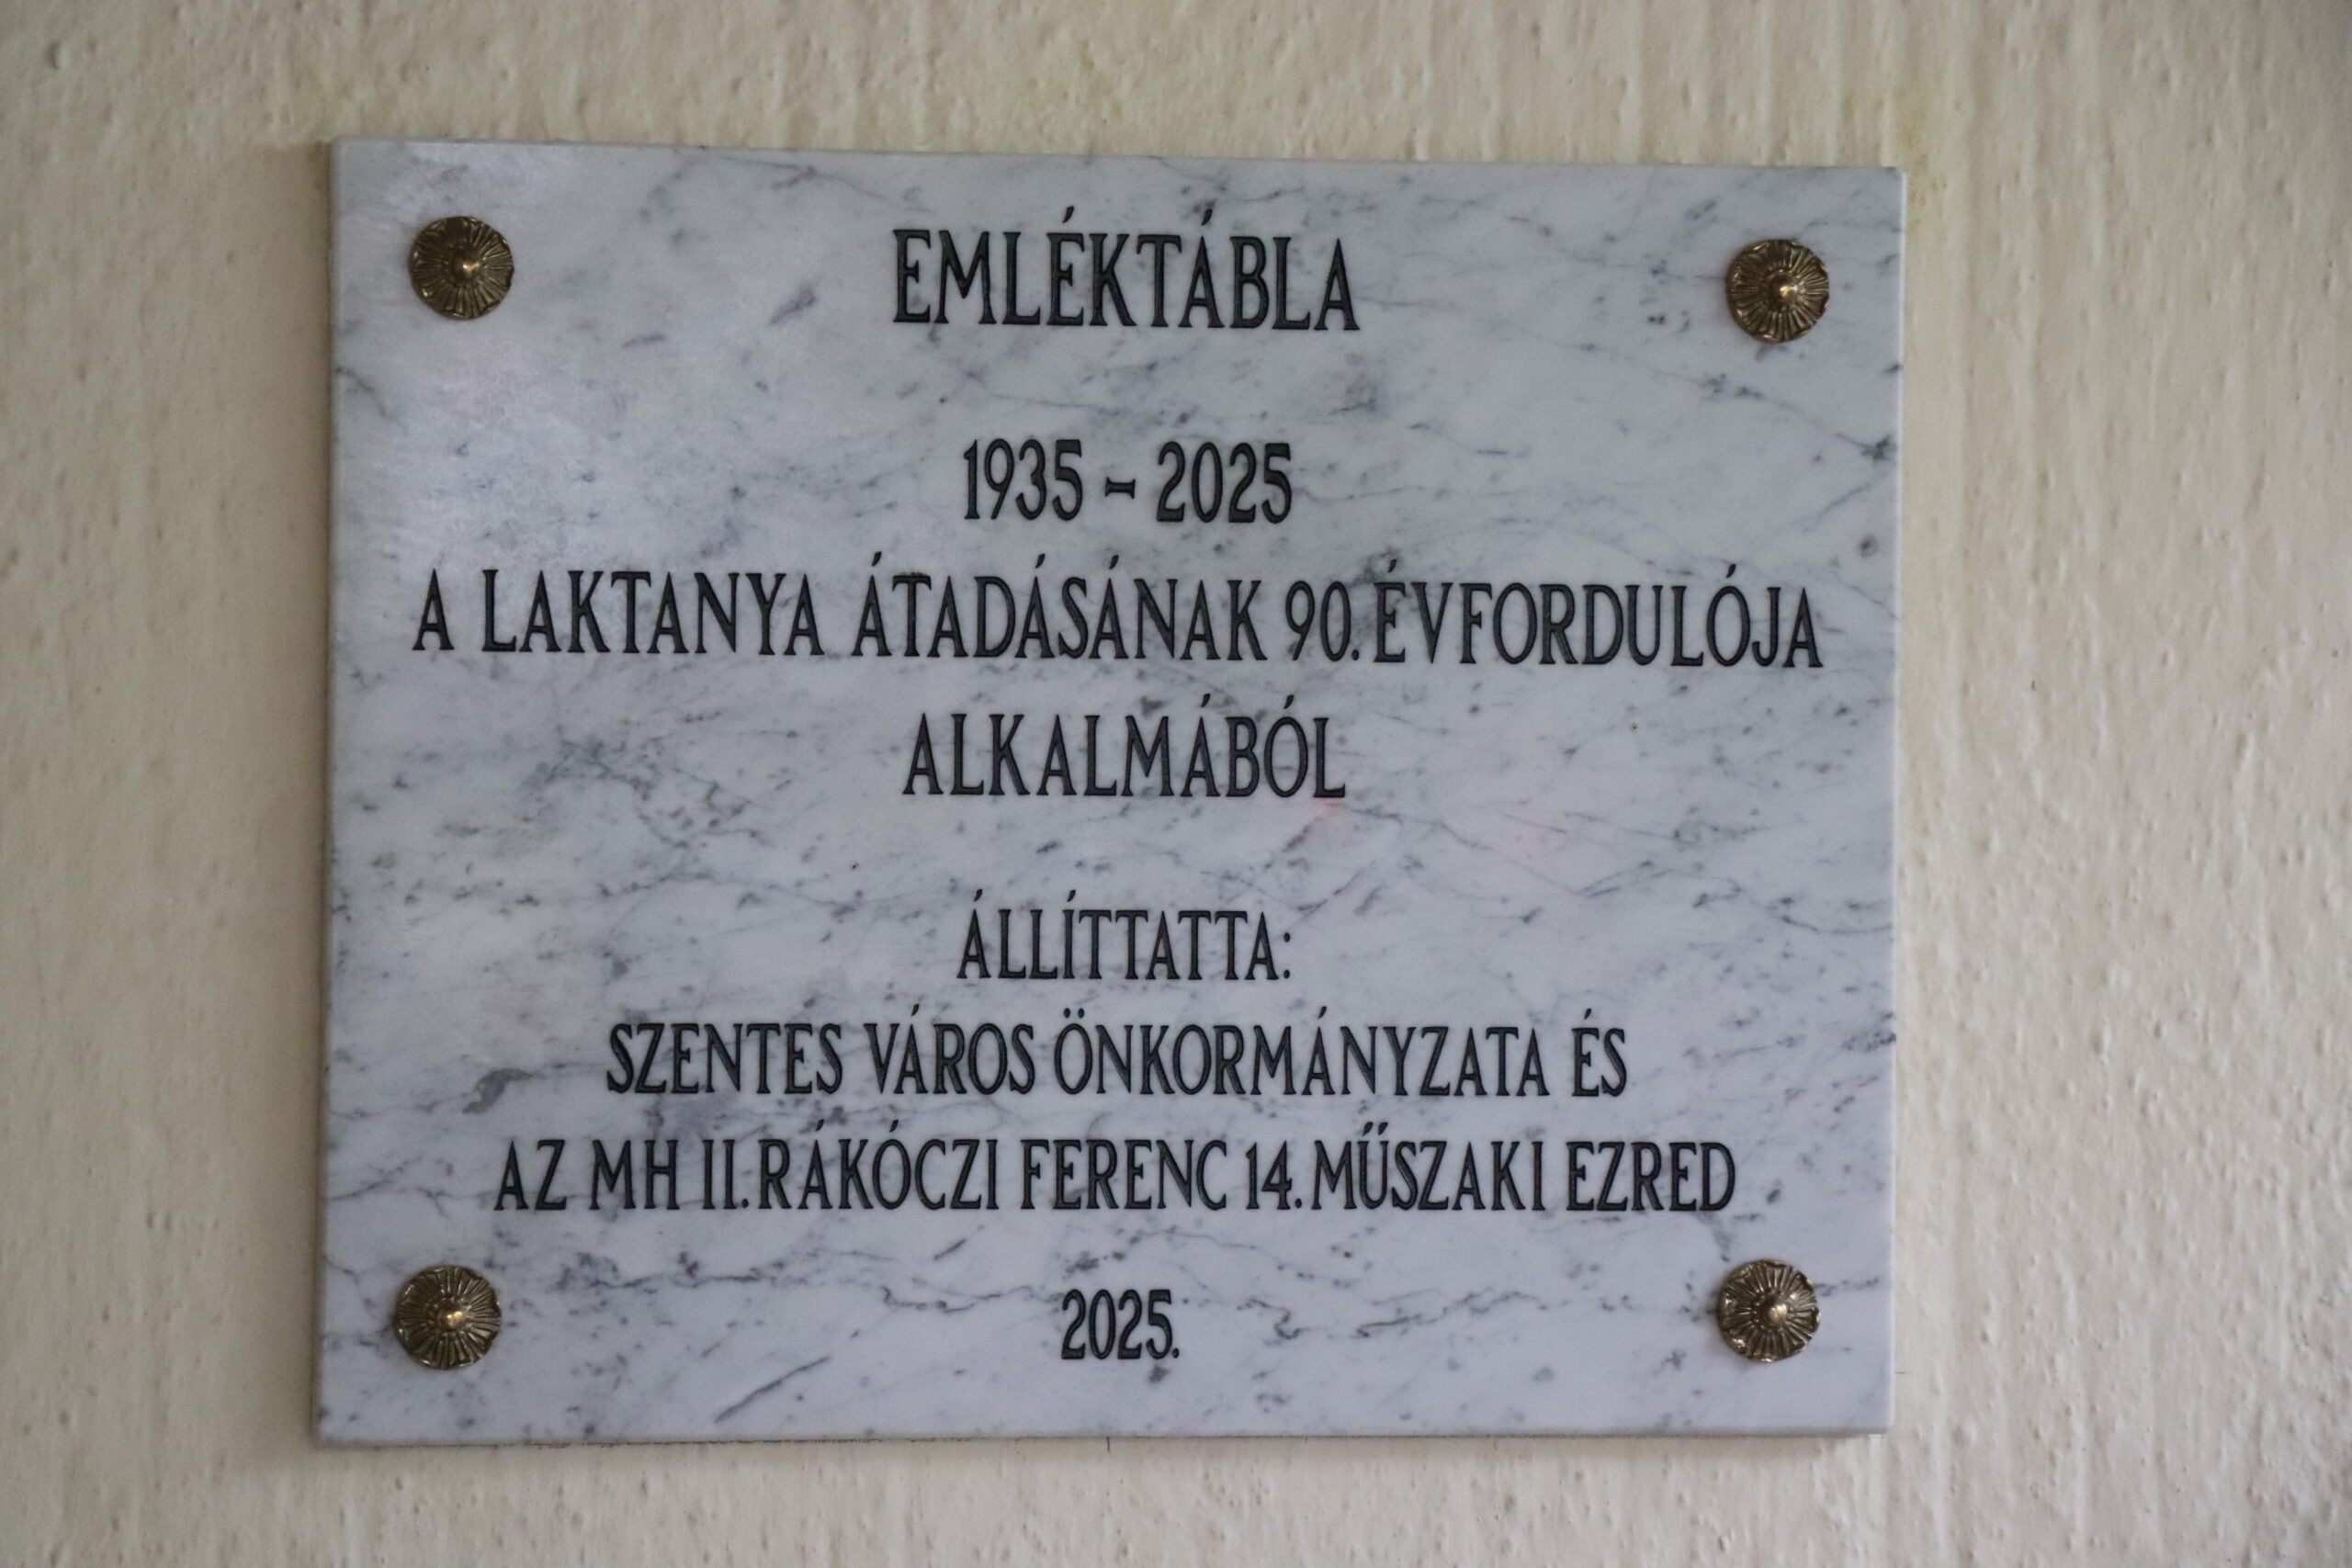 EMLÉKTÁBLA
1935 - 2025
A LAKTANYA ÁTADÁSÁNAK 90. ÉVFORDULÓJA
ALKALMÁBÓL
ÁLLÍTTATTA:
SZENTES VÁROS ÖNKORMÁNYZATA ÉS
AZ MH II. RÁKÓCZI FERENC 14. MŰSZAKI EZRED
2025.